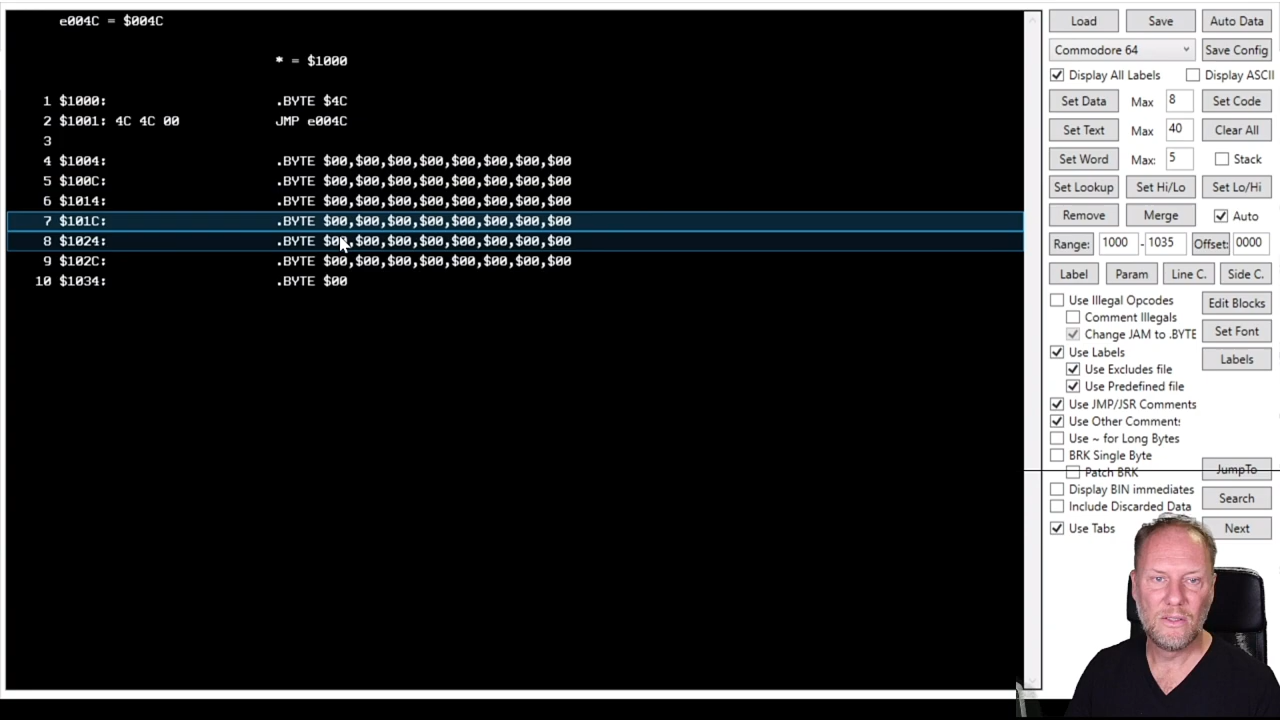 e004C = $004C
* = $1000
1 $1000: .BYTE $4C
2 $1001: 4C 4C 00 JMP e004C
3
4 $1004: .BYTE $00,$00,$00,$00,$00,$00,$00,$00
5 $100C: .BYTE $00,$00,$00,$00,$00,$00,$00,$00
6 $1014: .BYTE $00,$00,$00,$00,$00,$00,$00,$00
7 $101C: .BYTE $00,$00,$00,$00,$00,$00,$00,$00
8 $1024: .BYTE $00,$00,$00,$00,$00,$00,$00,$00
9 $102C: .BYTE $00,$00,$00,$00,$00,$00,$00,$00
10 $1034: .BYTE $00
Load Save Auto Data
Commodore 64 Save Config
Display All Labels Display ASCII
Set Data Max 8 Set Code
Set Text Max 40 Clear All
Set Word Max: 5 Stack
Set Lookup Set Hi/Lo Set Lo/Hi
Remove Merge Auto
Range: 1000 - 1035 Offset: 0000
Label Param Line C. Side C.
Use Illegal Opcodes Edit Blocks
Comment Illegals
Change JAM to .BYTE Set Font
Use Labels Labels
Use Excludes file
Use Predefined file
Use JMP/JSR Comments
Use Other Comments
Use ~ for Long Bytes
BRK Single Byte
Patch BRK JumpTo
Display BIN immediates
Include Discarded Data Search
Use Tabs Next